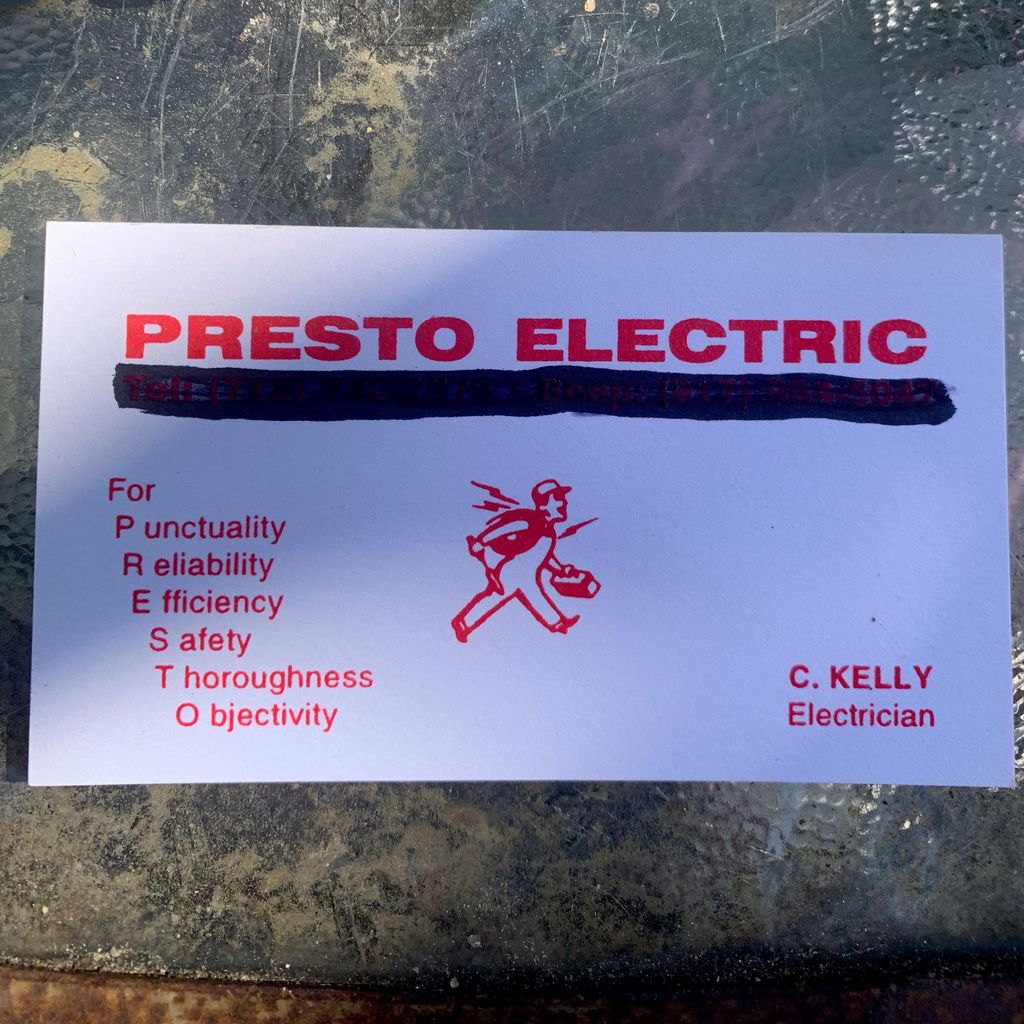 PRESTO ELECTRIC
For
P unctuality
R eliability
E fficiency
S afety
T horoughness
O bjectivity
C. KELLY
Electrician